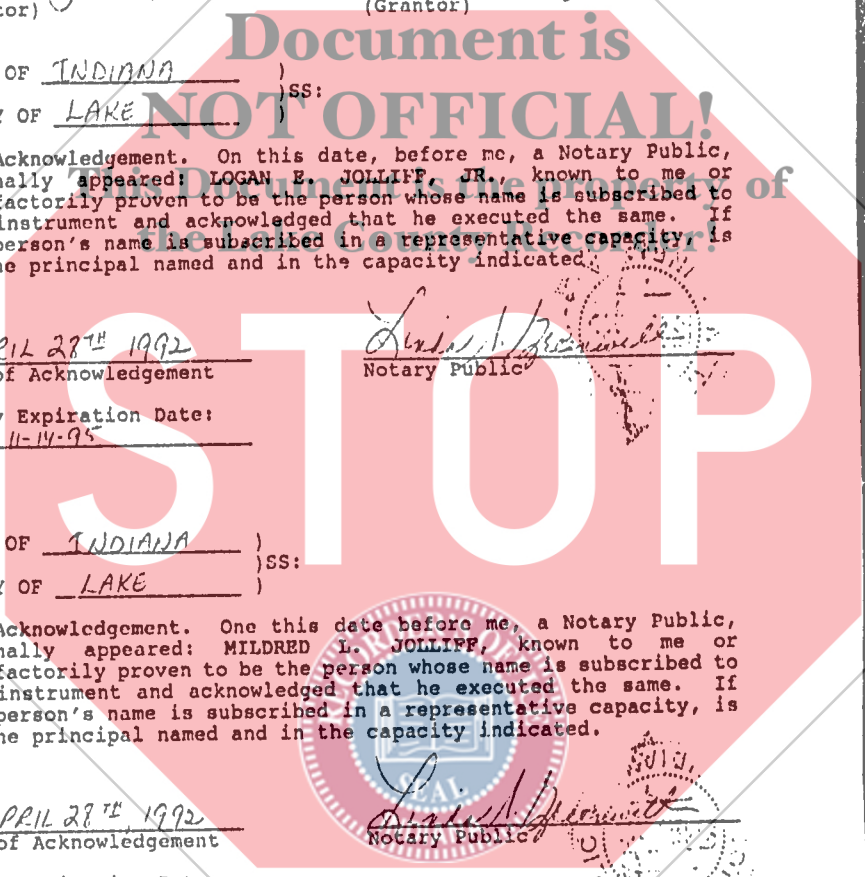 tor)
(Grantor)
Document is
OF INDIANA )
)SS:
OF LAKE )
NOT OFFICIAL!
Acknowledgement. On this date, before me, a Notary Public,
nally appeared: LOGAN E. JOLLIFF, JR., known to me or
This Document is the property of
factorily proven to be the person whose name is subscribed to
instrument and acknowledged that he executed the same. If
person's name is subscribed in a representative capacity, is
the Lake County Recorder!
he principal named and in the capacity indicated.
RIL 28TH 1992
of Acknowledgement
Notary Public
y Expiration Date:
11-14-95
STOP
OF INDIANA )
)SS:
Y OF LAKE )
Acknowledgement. One this date before me, a Notary Public,
nally appeared: MILDRED L. JOLLIFF, known to me or
factorily proven to be the person whose name is subscribed to
instrument and acknowledged that he executed the same. If
person's name is subscribed in a representative capacity, is
he principal named and in the capacity indicated.
RECORDER'S OFFICE
SEAL
PRIL 28TH, 1992
of Acknowledgement
Notary Public